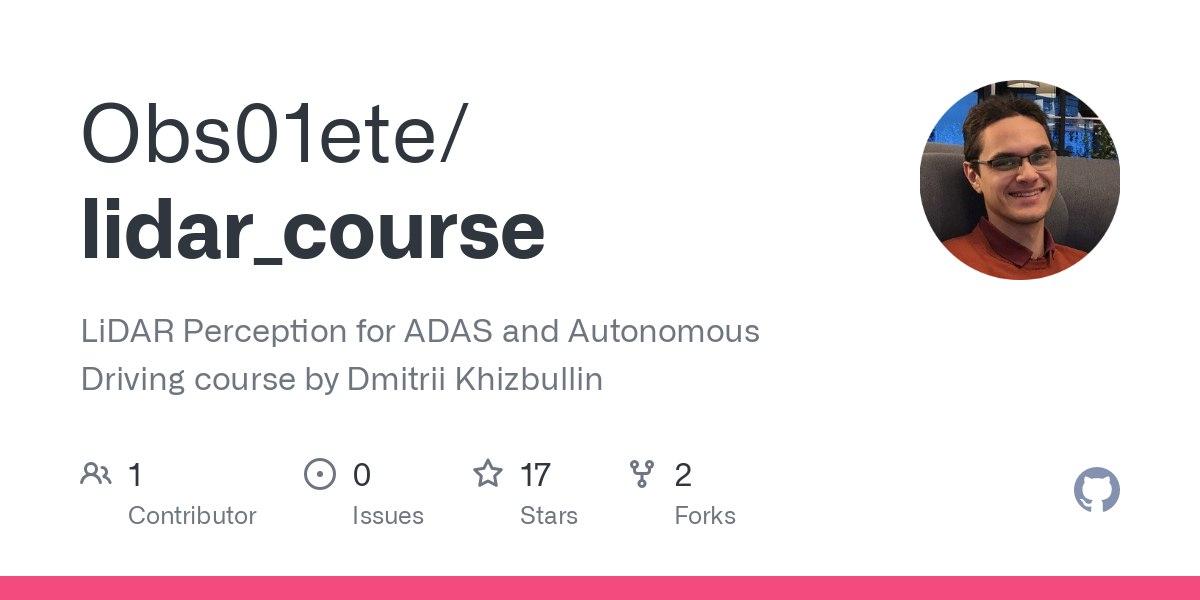 Obs01ete/
lidar_course
LiDAR Perception for ADAS and Autonomous
Driving course by Dmitrii Khizbullin
1 0 17 2
Contributor Issues Stars Forks